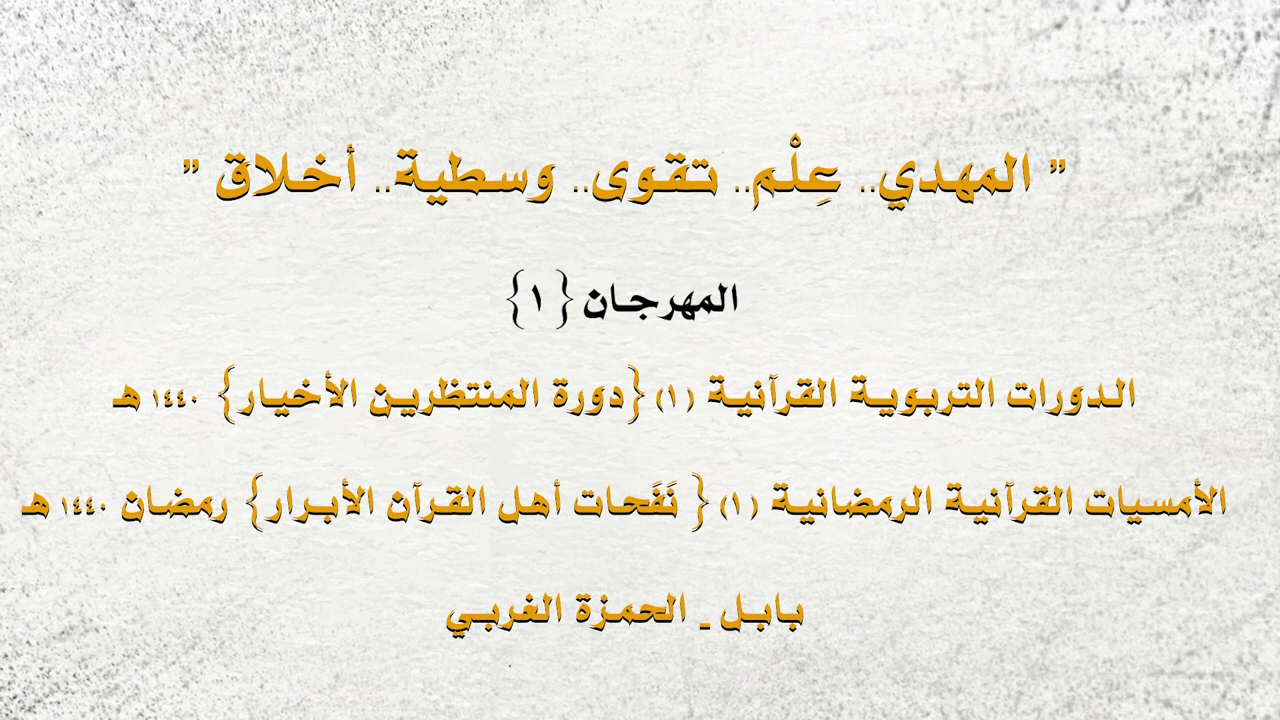 " المهدي.. عِلْم.. تقوى.. وسطية.. أخلاق "
المهرجان {١}
الدورات التربوية القرآنية (١) {دورة المنتظرين الأخيار} ١٤٤٠ هـ
الأمسيات القرآنية الرمضانية (١) { نَفَحات أهل القرآن الأبرار} رمضان ١٤٤٠ هـ
بابل ـ الحمزة الغربي